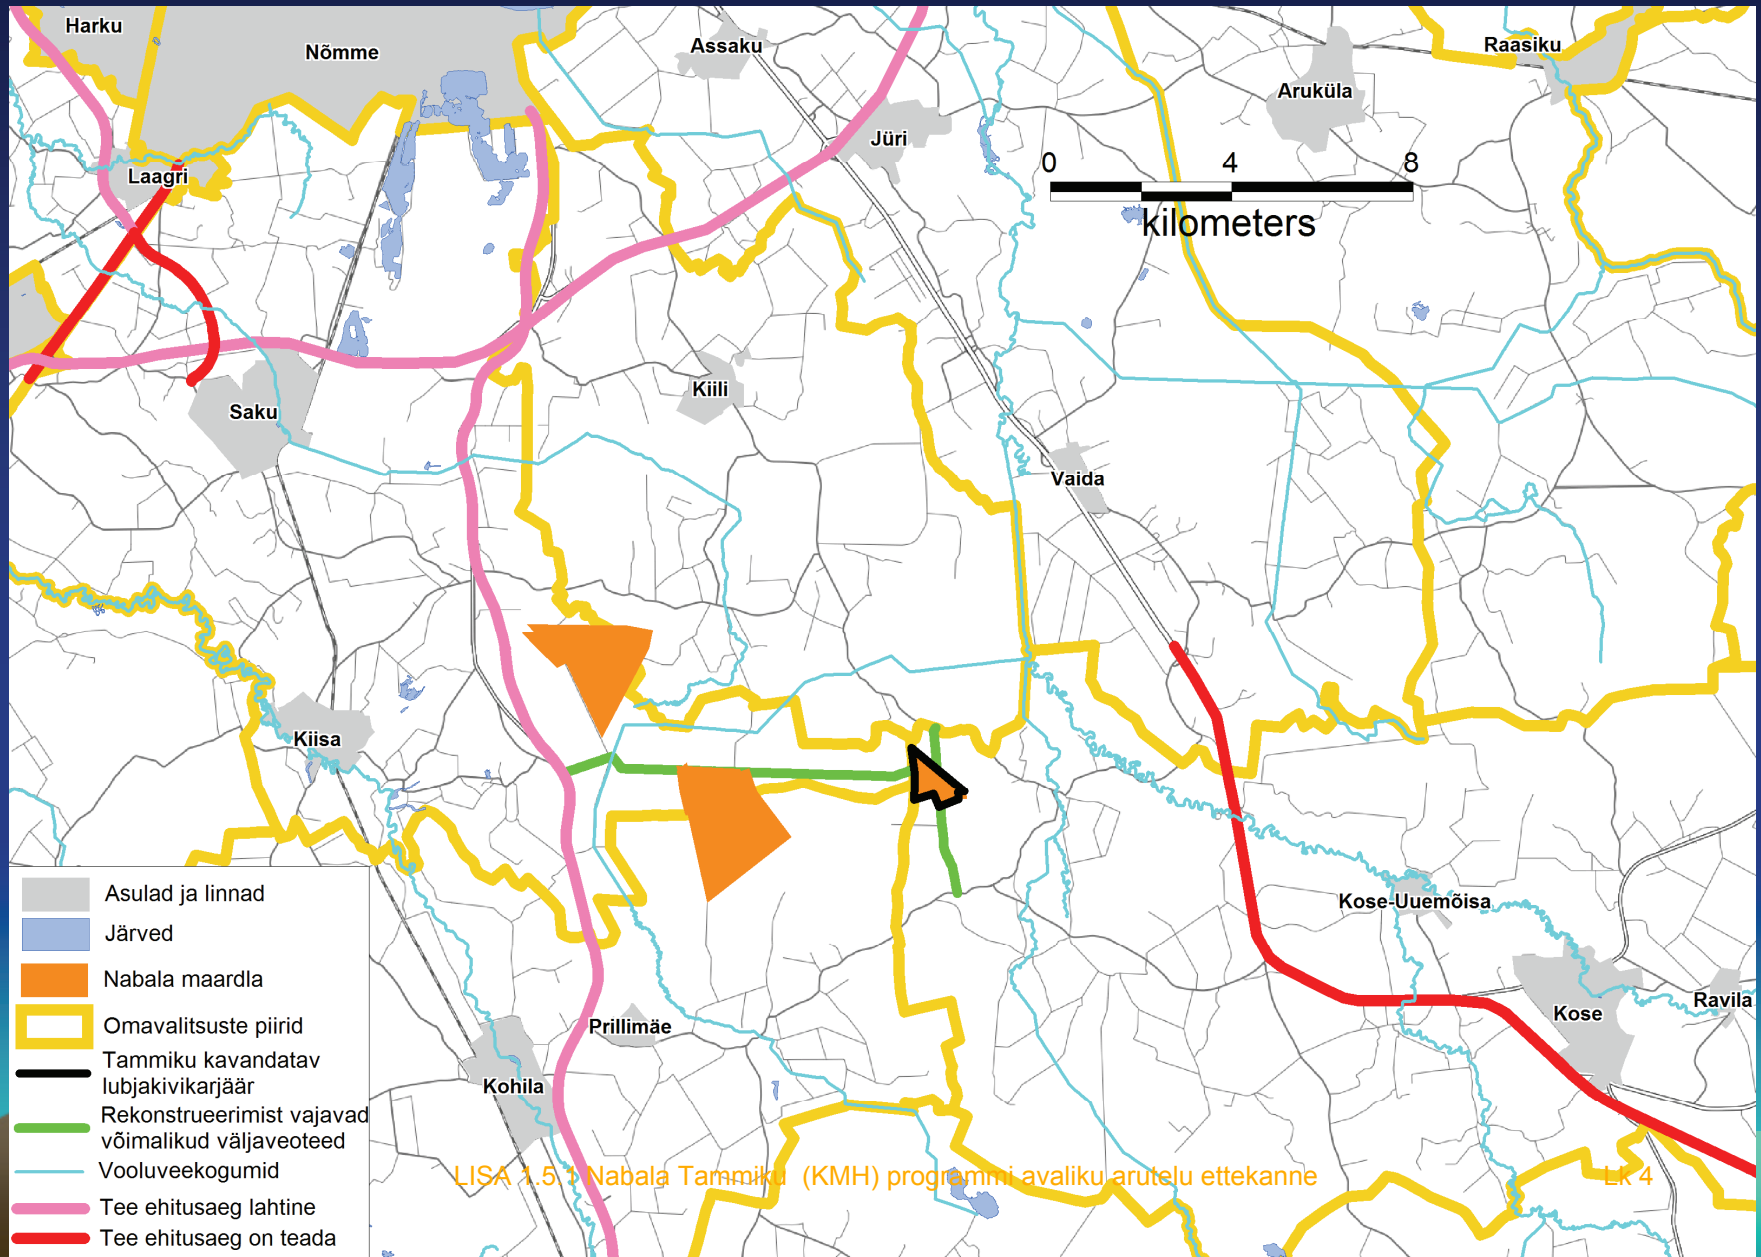 Harku
Nõmme
Assaku
Raasiku
Aruküla
Jüri
Laagri
0 4 8
kilometers
Kiili
Saku
Vaida
Kiisa
Kose-Uuemõisa
Kose
Ravila
Prillimäe
Kohila
Asulad ja linnad
Järved
Nabala maardla
Omavalitsuste piirid
Tammiku kavandatav
lubjakivikarjäär
Rekonstrueerimist vajavad
võimalikud väljaveoteed
Vooluveekogumid
Tee ehitusaeg lahtine
Tee ehitusaeg on teada
LISA 1.5.1 Nabala Tammiku (KMH) programmi avaliku arutelu ettekanne
Lk 4